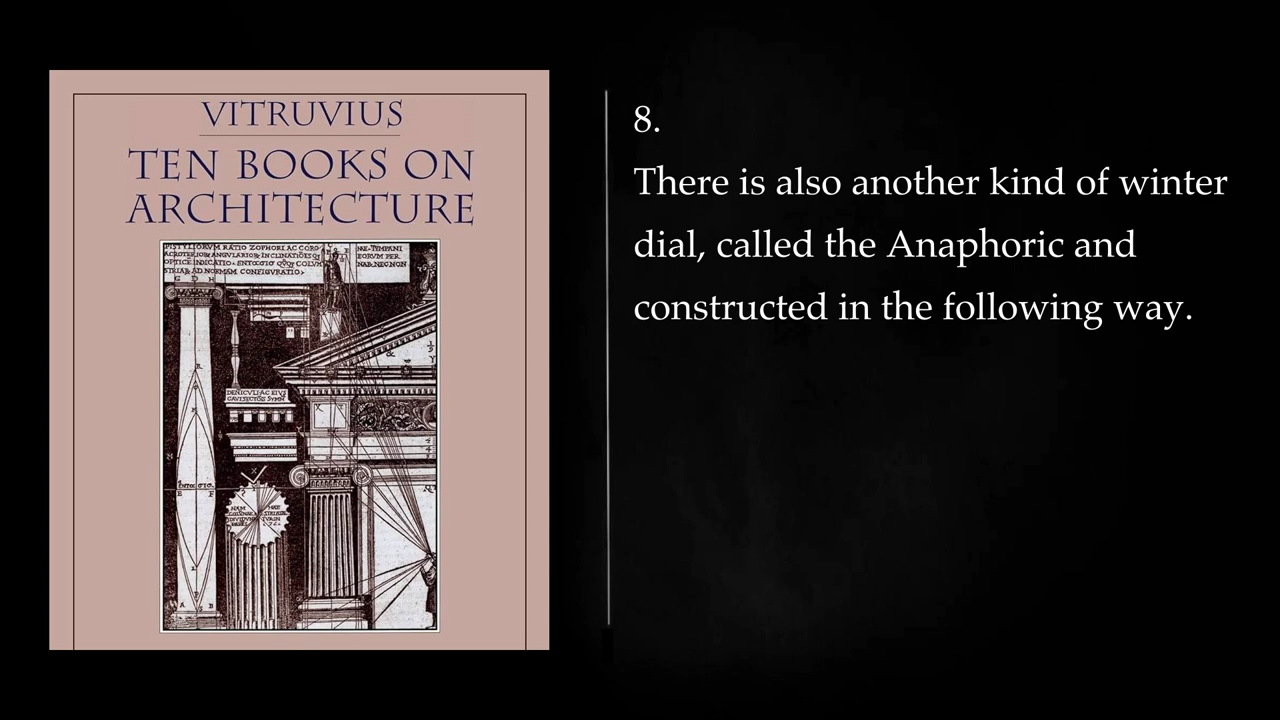 VITRUVIUS
TEN BOOKS ON
ARCHITECTURE
8.
There is also another kind of winter
dial, called the Anaphoric and
constructed in the following way.